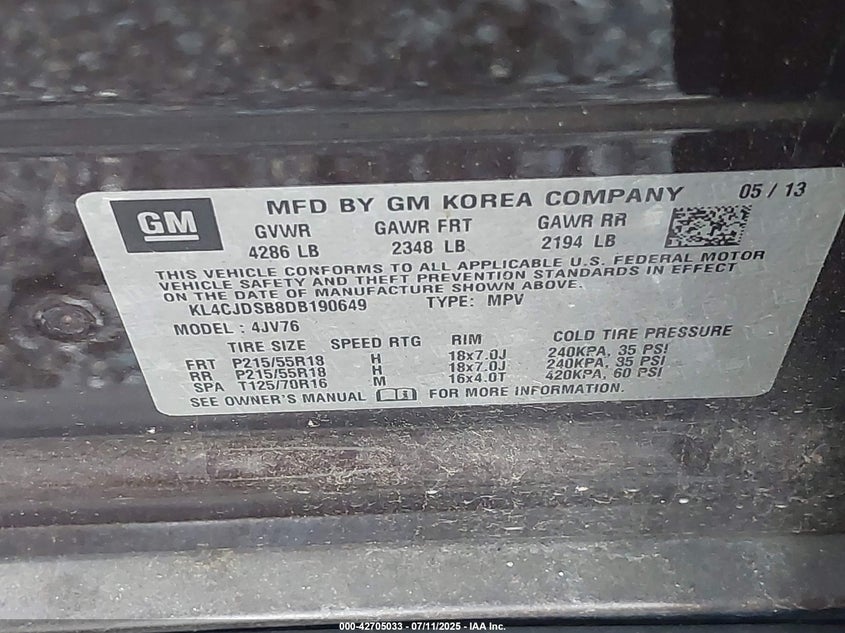 GM
MFD BY GM KOREA COMPANY 05 / 13
GVWR GAWR FRT GAWR RR
4286 LB 2348 LB 2194 LB
THIS VEHICLE CONFORMS TO ALL APPLICABLE U.S. FEDERAL MOTOR
VEHICLE SAFETY AND THEFT PREVENTION STANDARDS IN EFFECT
ON THE DATE OF MANUFACTURE SHOWN ABOVE.
KL4CJDSB8DB190649 TYPE: MPV
MODEL : 4JV76
TIRE SIZE SPEED RTG RIM COLD TIRE PRESSURE
FRT P215/55R18 H 18x7.0J 240KPA, 35 PSI
RR P215/55R18 H 18x7.0J 240KPA, 35 PSI
SPA T125/70R16 M 16x4.0T 420KPA, 60 PSI
SEE OWNER'S MANUAL FOR MORE INFORMATION.
000-42705033 - 07/11/2025 - IAA Inc.